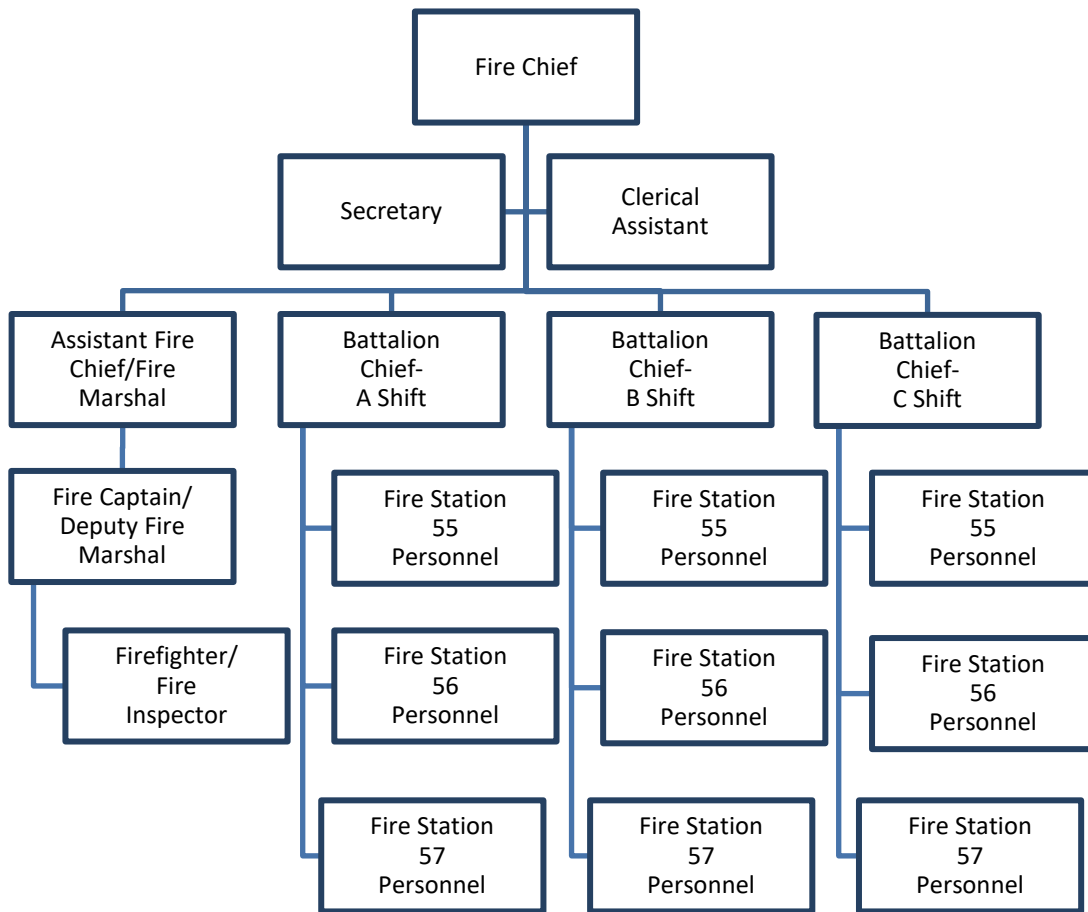 Fire Chief
Secretary
Clerical
Assistant
Assistant Fire
Chief/Fire
Marshal
Battalion
Chief-
A Shift
Battalion
Chief-
B Shift
Battalion
Chief-
C Shift
Fire Captain/
Deputy Fire
Marshal
Fire Station
55
Personnel
Fire Station
55
Personnel
Fire Station
55
Personnel
Firefighter/
Fire
Inspector
Fire Station
56
Personnel
Fire Station
56
Personnel
Fire Station
56
Personnel
Fire Station
57
Personnel
Fire Station
57
Personnel
Fire Station
57
Personnel